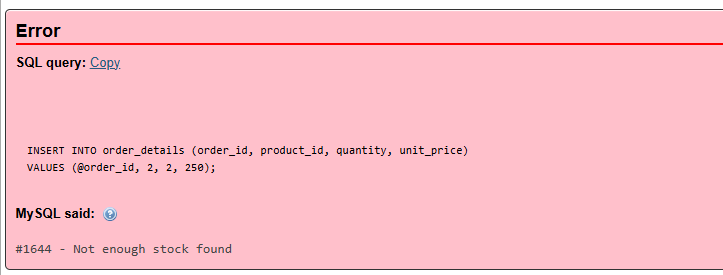 Error
SQL query: Copy
INSERT INTO order_details (order_id, product_id, quantity, unit_price)
VALUES (@order_id, 2, 2, 250);
MySQL said:
#1644 - Not enough stock found